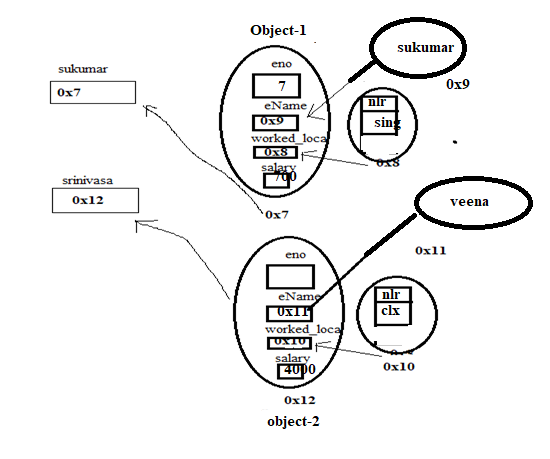 Object-1
sukumar
0x7
eno
7
eName
0x9
worked_loca
0x8
salary
700
0x7
sukumar
0x9
nlr
sing
0x8
srinivasa
0x12
eno
eName
0x11
worked_loca
0x10
salary
4000
0x12
object-2
veena
0x11
nlr
clx
0x10